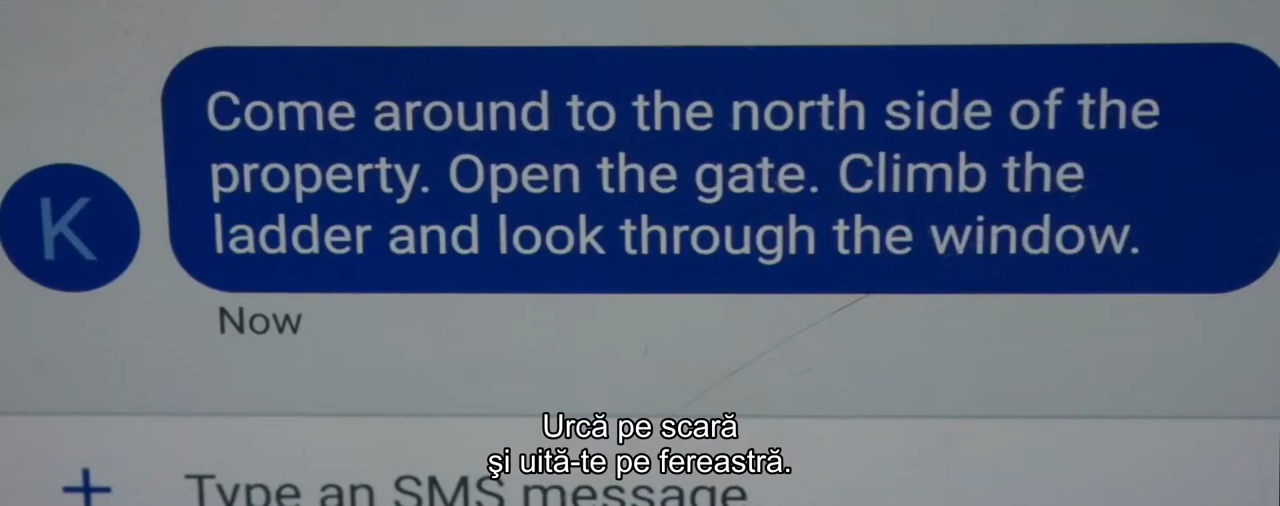 Come around to the north side of the
property. Open the gate. Climb the
ladder and look through the window.
K
Now
Urcă pe scară
şi uită-te pe fereastră.
+ Type an SMS message